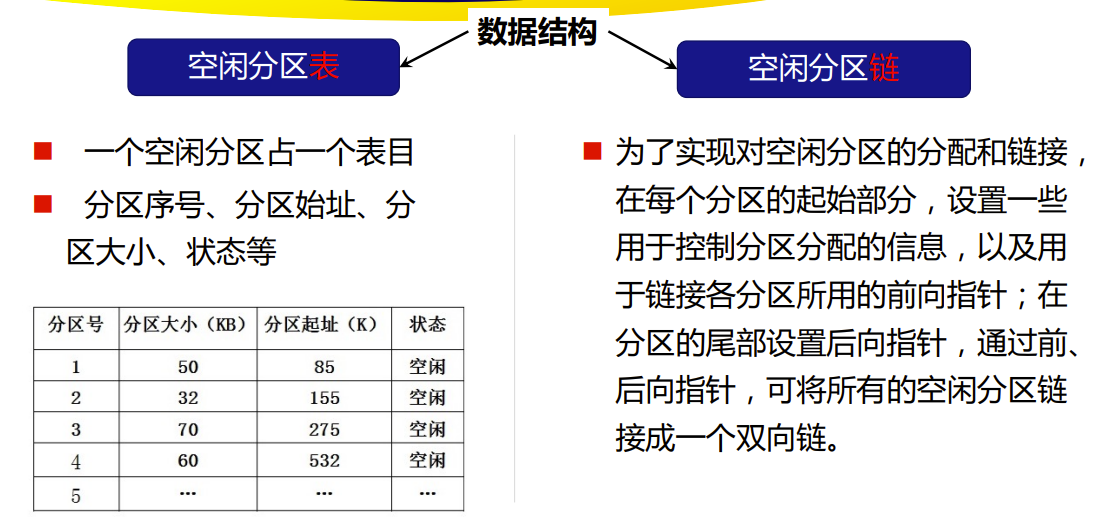 数据结构
空闲分区表
空闲分区链
■ 一个空闲分区占一个表目
■ 分区序号、分区始址、分
区大小、状态等
分区号 分区大小（KB） 分区起址（K） 状态
1 50 85 空闲
2 32 155 空闲
3 70 275 空闲
4 60 532 空闲
5 … … …
■ 为了实现对空闲分区的分配和链接，
在每个分区的起始部分，设置一些
用于控制分区分配的信息，以及用
于链接各分区所用的前向指针；在
分区的尾部设置后向指针，通过前、
后向指针，可将所有的空闲分区链
接成一个双向链。